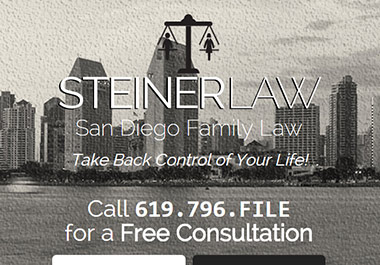 STEINERLAW
San Diego Family Law
Take Back Control of Your Life!
Call 619.796.FILE
for a Free Consultation